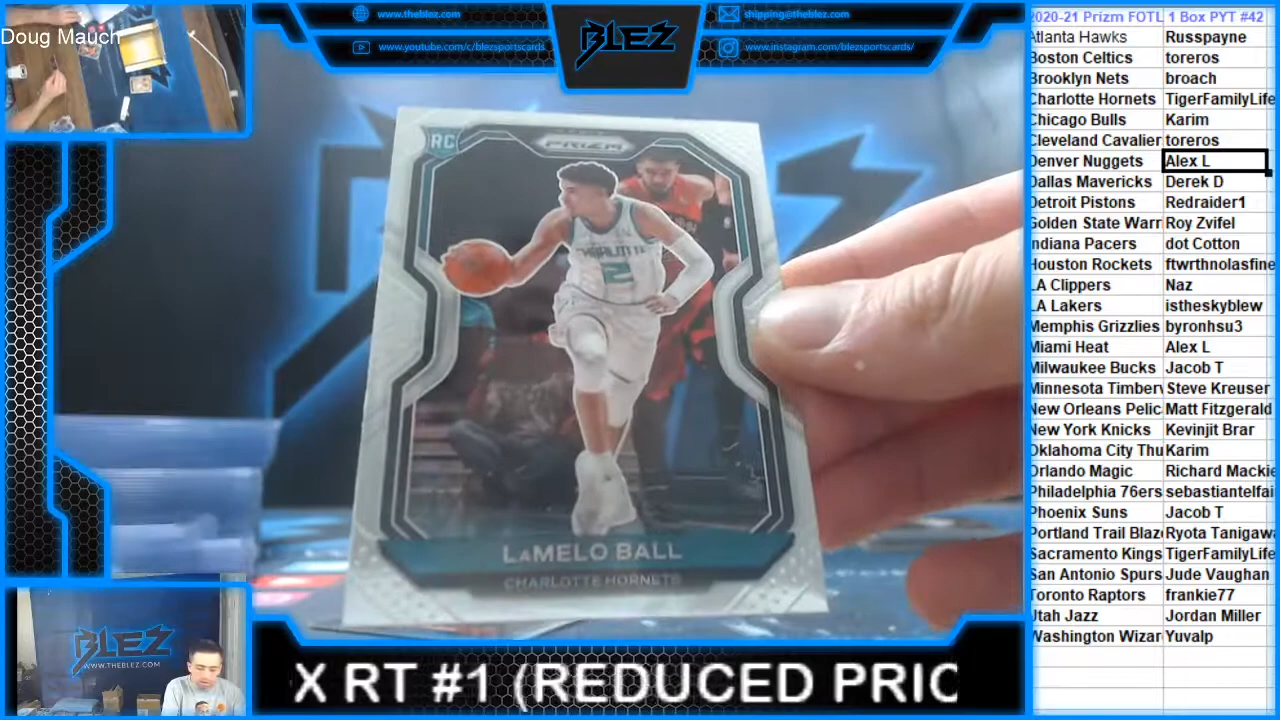 Doug Mauch
www.theblez.com
shipping@theblez.com
www.youtube.com/c/blezsportscards/
www.instagram.com/blezsportscards/
BLEZ
RC
PRIZM
CHARLOTTE
2
LaMELO BALL
CHARLOTTE HORNETS
BLEZ
WWW.THEBLEZ.COM
X RT #1 (REDUCED PRIC
2020-21 Prizm FOTL 1 Box PYT #42
Atlanta Hawks Russpayne
Boston Celtics toreros
Brooklyn Nets broach
Charlotte Hornets TigerFamilyLife
Chicago Bulls Karim
Cleveland Cavalier toreros
Denver Nuggets Alex L
Dallas Mavericks Derek D
Detroit Pistons Redraider1
Golden State Warr Roy Zvifel
Indiana Pacers dot Cotton
Houston Rockets ftwrthnolasfine
LA Clippers Naz
LA Lakers istheskyblew
Memphis Grizzlies byronhsu3
Miami Heat Alex L
Milwaukee Bucks Jacob T
Minnesota Timberv Steve Kreuser
New Orleans Pelic Matt Fitzgerald
New York Knicks Kevinjit Brar
Oklahoma City Thu Karim
Orlando Magic Richard Mackie
Philadelphia 76ers sebastiantelfai
Phoenix Suns Jacob T
Portland Trail Blaz Ryota Tanigaw
Sacramento Kings TigerFamilyLife
San Antonio Spurs Jude Vaughan
Toronto Raptors frankie77
Utah Jazz Jordan Miller
Washington Wizar Yuvalp